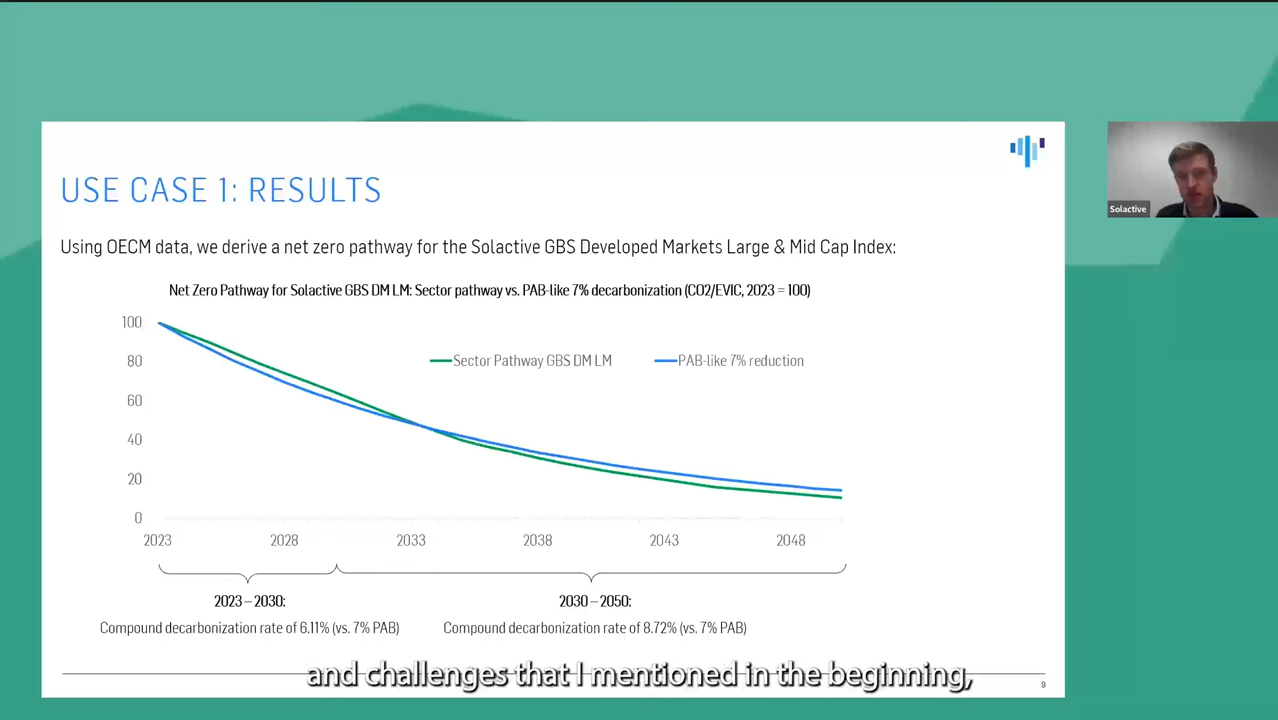 USE CASE 1: RESULTS
Solactive
Using OECM data, we derive a net zero pathway for the Solactive GBS Developed Markets Large & Mid Cap Index:
Net Zero Pathway for Solactive GBS DM LM: Sector pathway vs. PAB-like 7% decarbonization (CO2/EVIC, 2023 = 100)
100
80
60
40
20
0
Sector Pathway GBS DM LM
PAB-like 7% reduction
2023 2028 2033 2038 2043 2048
2023 – 2030:
Compound decarbonization rate of 6.11% (vs. 7% PAB)
2030 – 2050:
Compound decarbonization rate of 8.72% (vs. 7% PAB)
and challenges that I mentioned in the beginning,
9